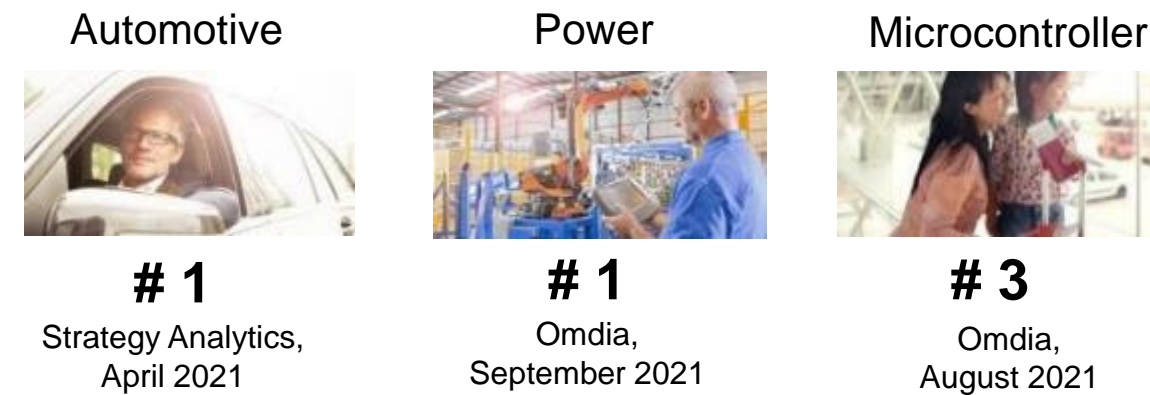 Automotive
Power
Microcontroller
# 1
# 1
# 3
Strategy Analytics,
April 2021
Omdia,
September 2021
Omdia,
August 2021